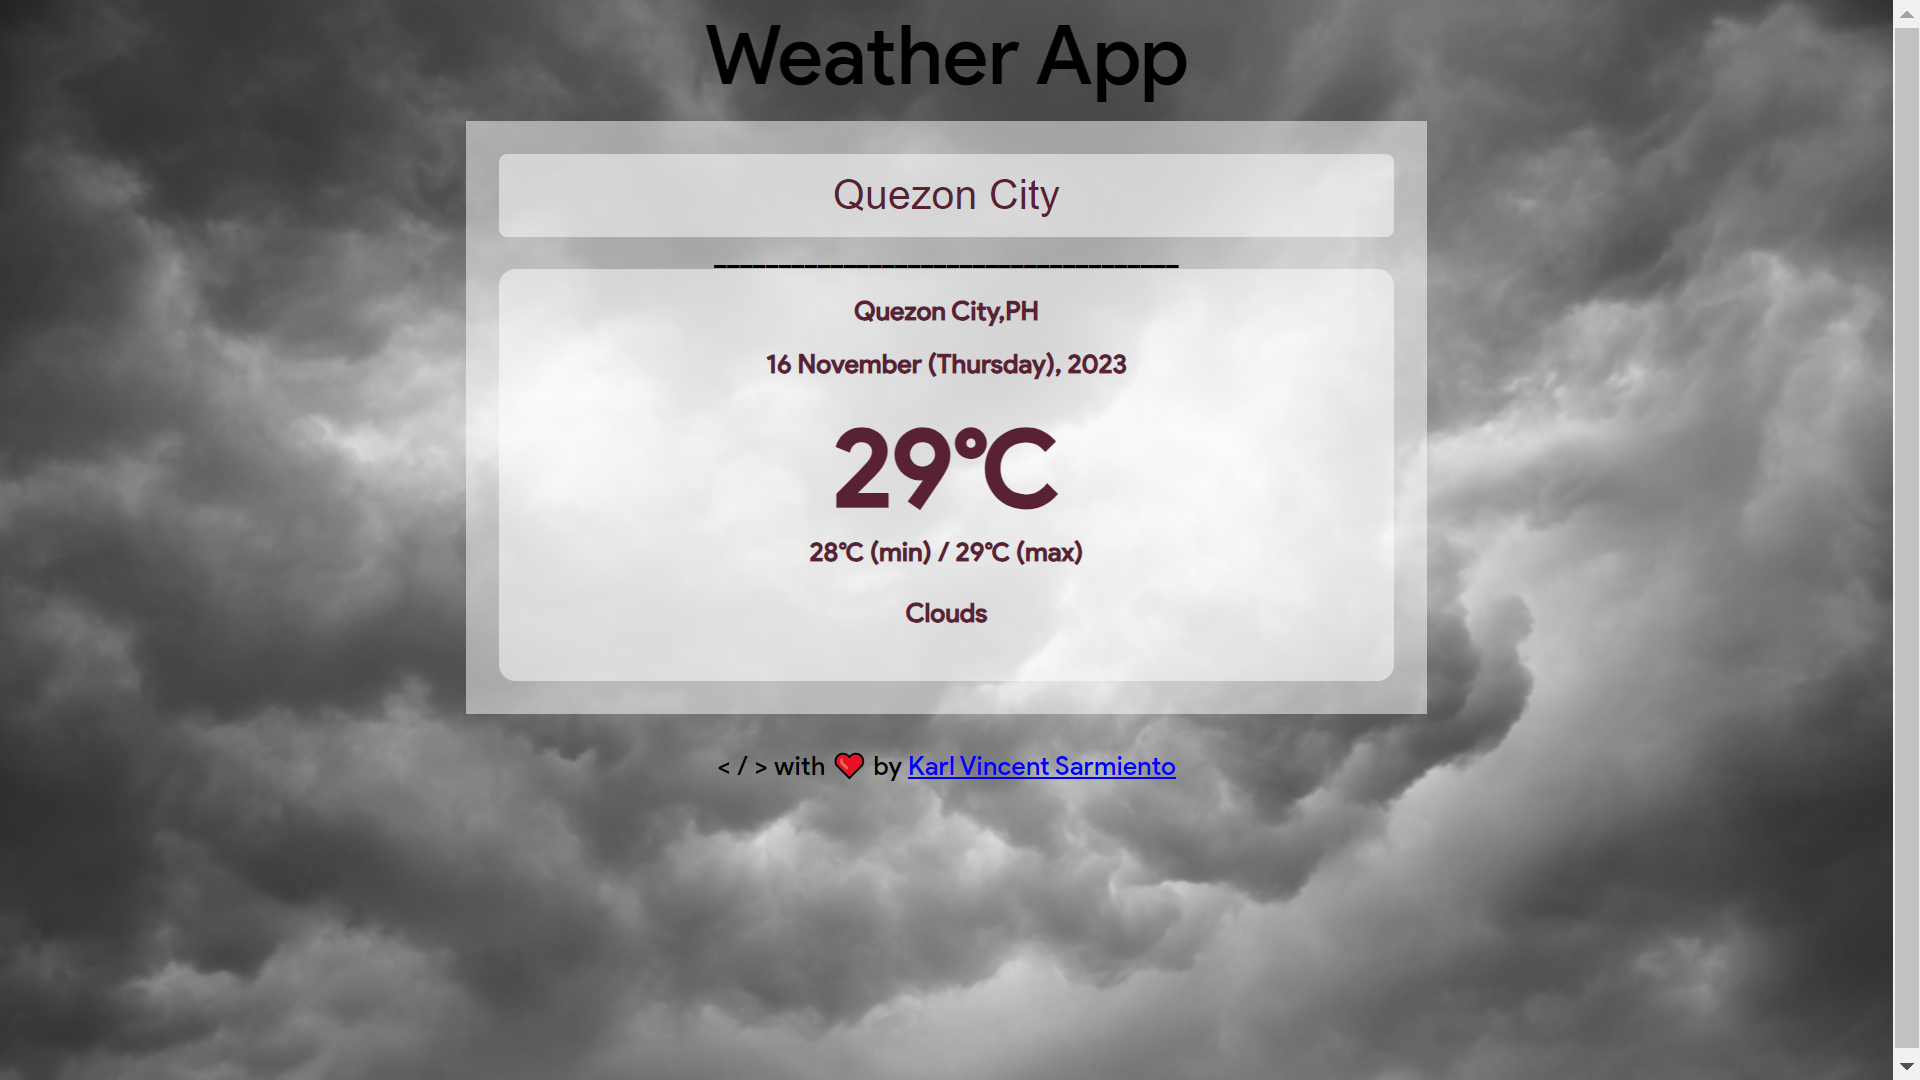 Weather App
Quezon City
____________________________________
Quezon City,PH
16 November (Thursday), 2023
29°C
28°C (min) / 29°C (max)
Clouds
< / > with ❤️ by Karl Vincent Sarmiento